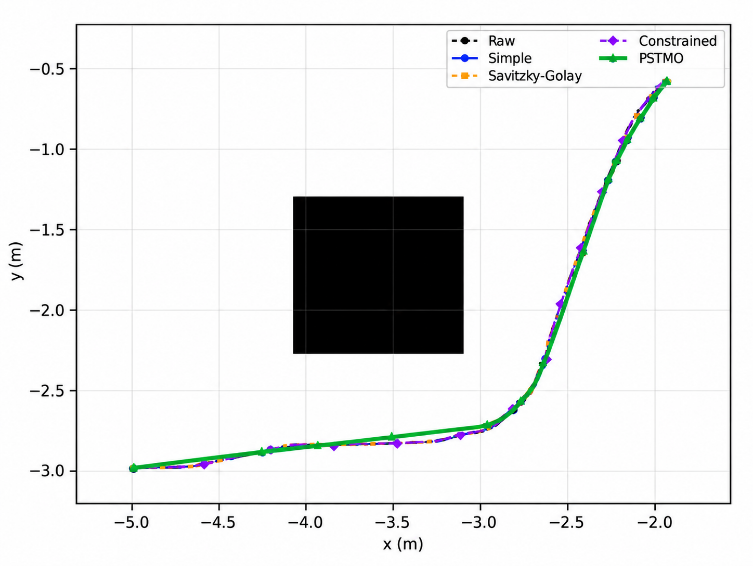 Raw
Simple
Savitzky-Golay
Constrained
PSTMO
−0.5
−1.0
−1.5
−2.0
−2.5
−3.0
y (m)
−5.0 −4.5 −4.0 −3.5 −3.0 −2.5 −2.0
x (m)